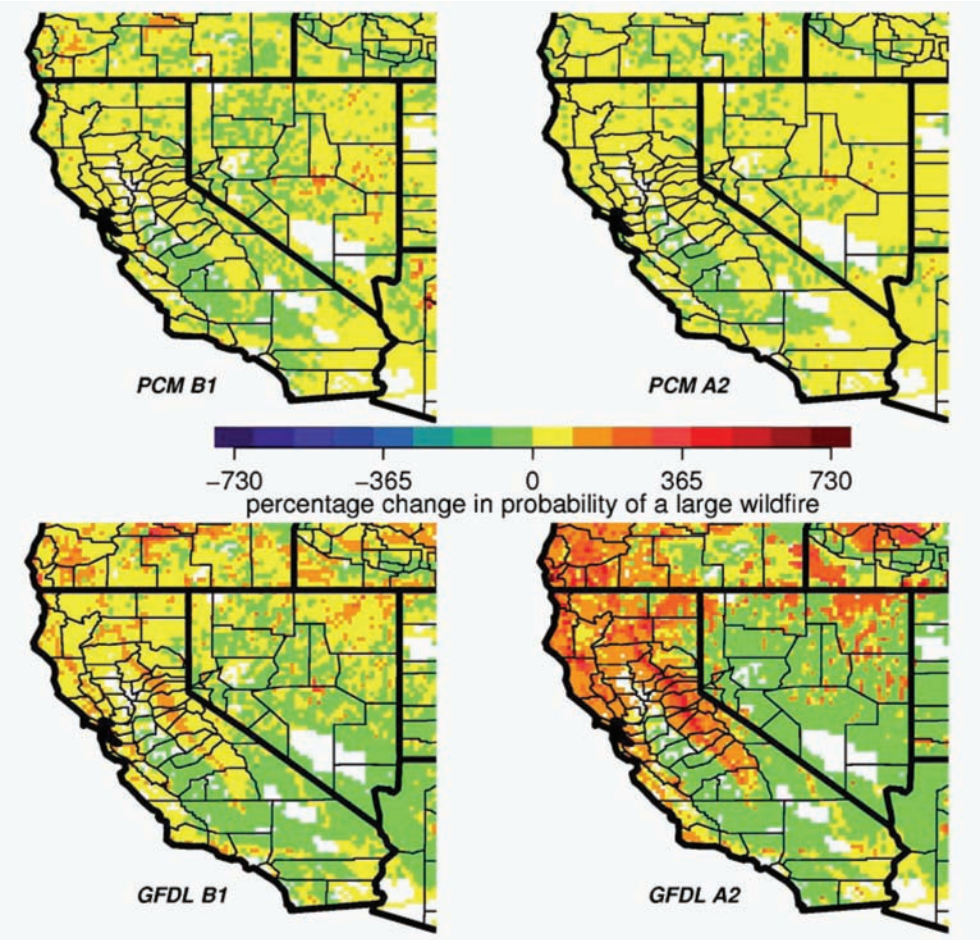 PCM B1
PCM A2
−730 −365 0 365 730
percentage change in probability of a large wildfire
GFDL B1
GFDL A2